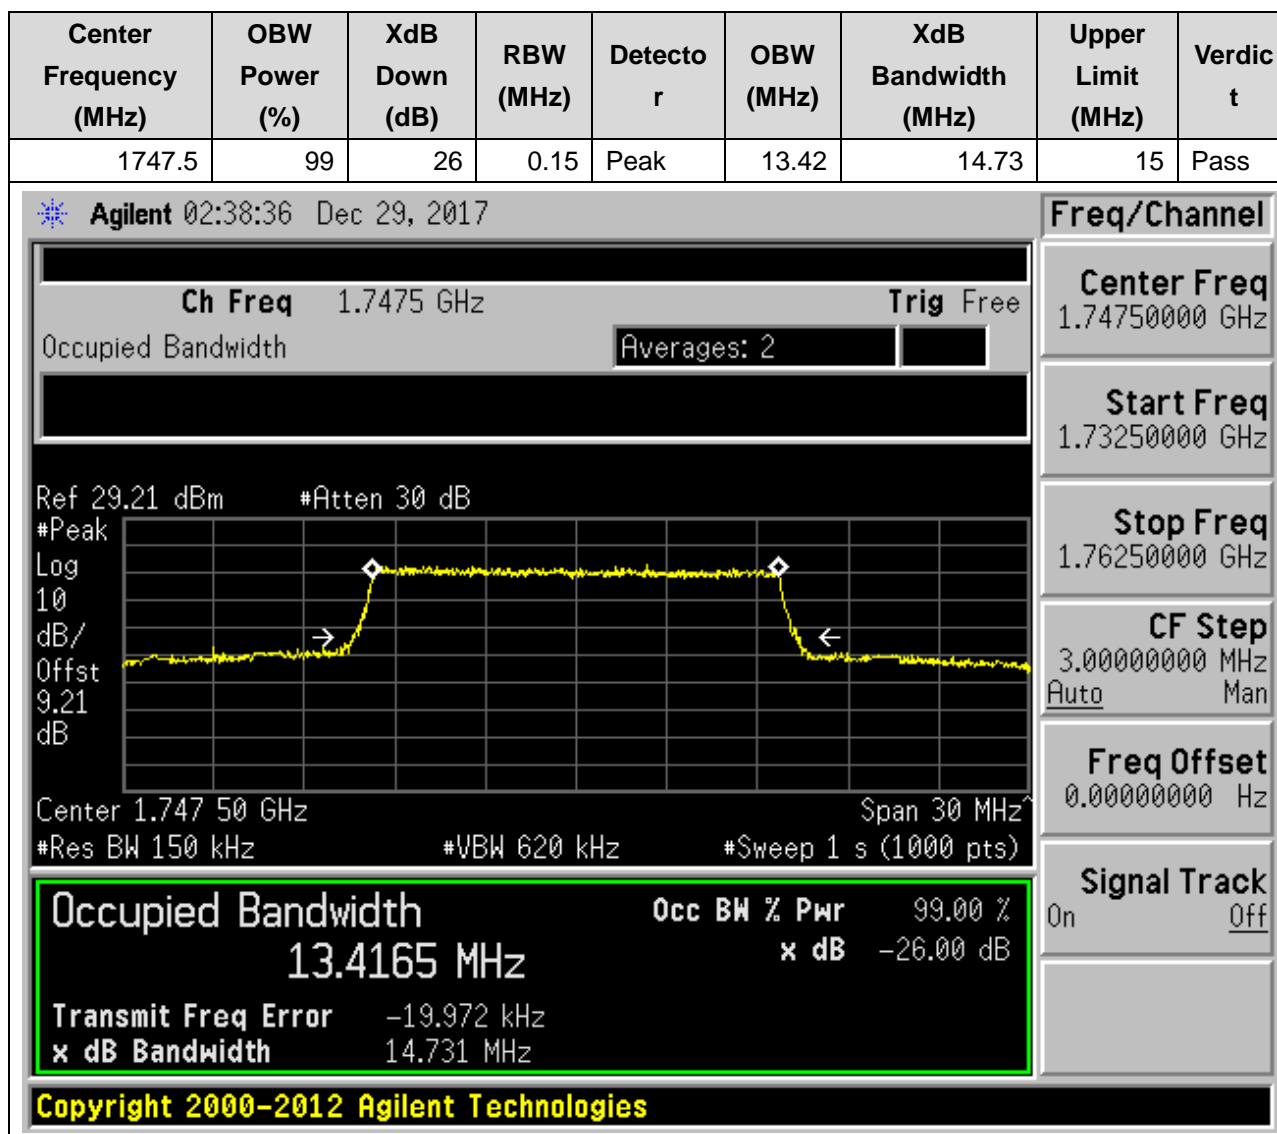 Center Frequency (MHz) OBW Power (%) XdB Down (dB) RBW (MHz) Detecto r OBW (MHz) XdB Bandwidth (MHz) Upper Limit (MHz) Verdic t
1747.5 99 26 0.15 Peak 13.42 14.73 15 Pass
Agilent 02:38:36 Dec 29, 2017
Ch Freq 1.7475 GHz Trig Free
Occupied Bandwidth Averages: 2
Ref 29.21 dBm #Atten 30 dB
#Peak
Log
10
dB/
Offst
9.21
dB
Center 1.747 50 GHz Span 30 MHz^
#Res BW 150 kHz #VBW 620 kHz #Sweep 1 s (1000 pts)
Occupied Bandwidth Occ BW % Pwr 99.00 %
13.4165 MHz x dB -26.00 dB
Transmit Freq Error -19.972 kHz
x dB Bandwidth 14.731 MHz
Copyright 2000-2012 Agilent Technologies
Freq/Channel
Center Freq
1.74750000 GHz
Start Freq
1.73250000 GHz
Stop Freq
1.76250000 GHz
CF Step
3.00000000 MHz
Auto Man
Freq Offset
0.00000000 Hz
Signal Track
On Off